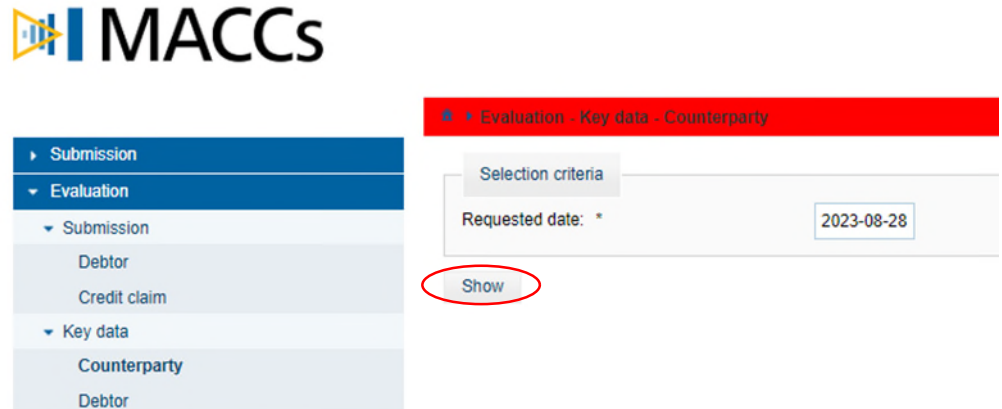 MACCs
Evaluation - Key data - Counterparty
Submission
Evaluation
Submission
Debtor
Credit claim
Key data
Counterparty
Debtor
Selection criteria
Requested date: * 2023-08-28
Show